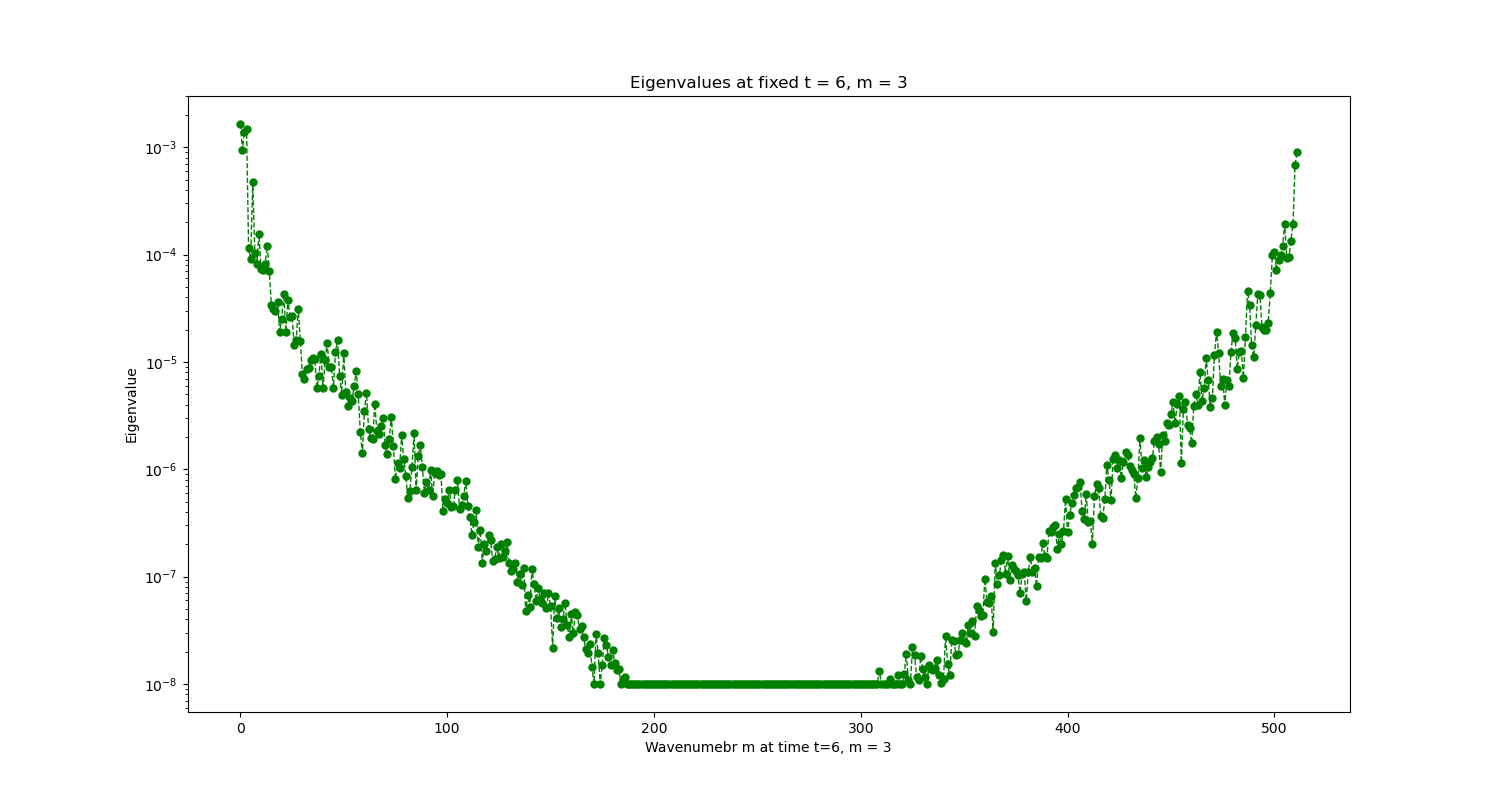 Eigenvalues at fixed t = 6, m = 3
Eigenvalue
10⁻³
10⁻⁴
10⁻⁵
10⁻⁶
10⁻⁷
10⁻⁸
0 100 200 300 400 500
Wavenumebr m at time t=6, m = 3